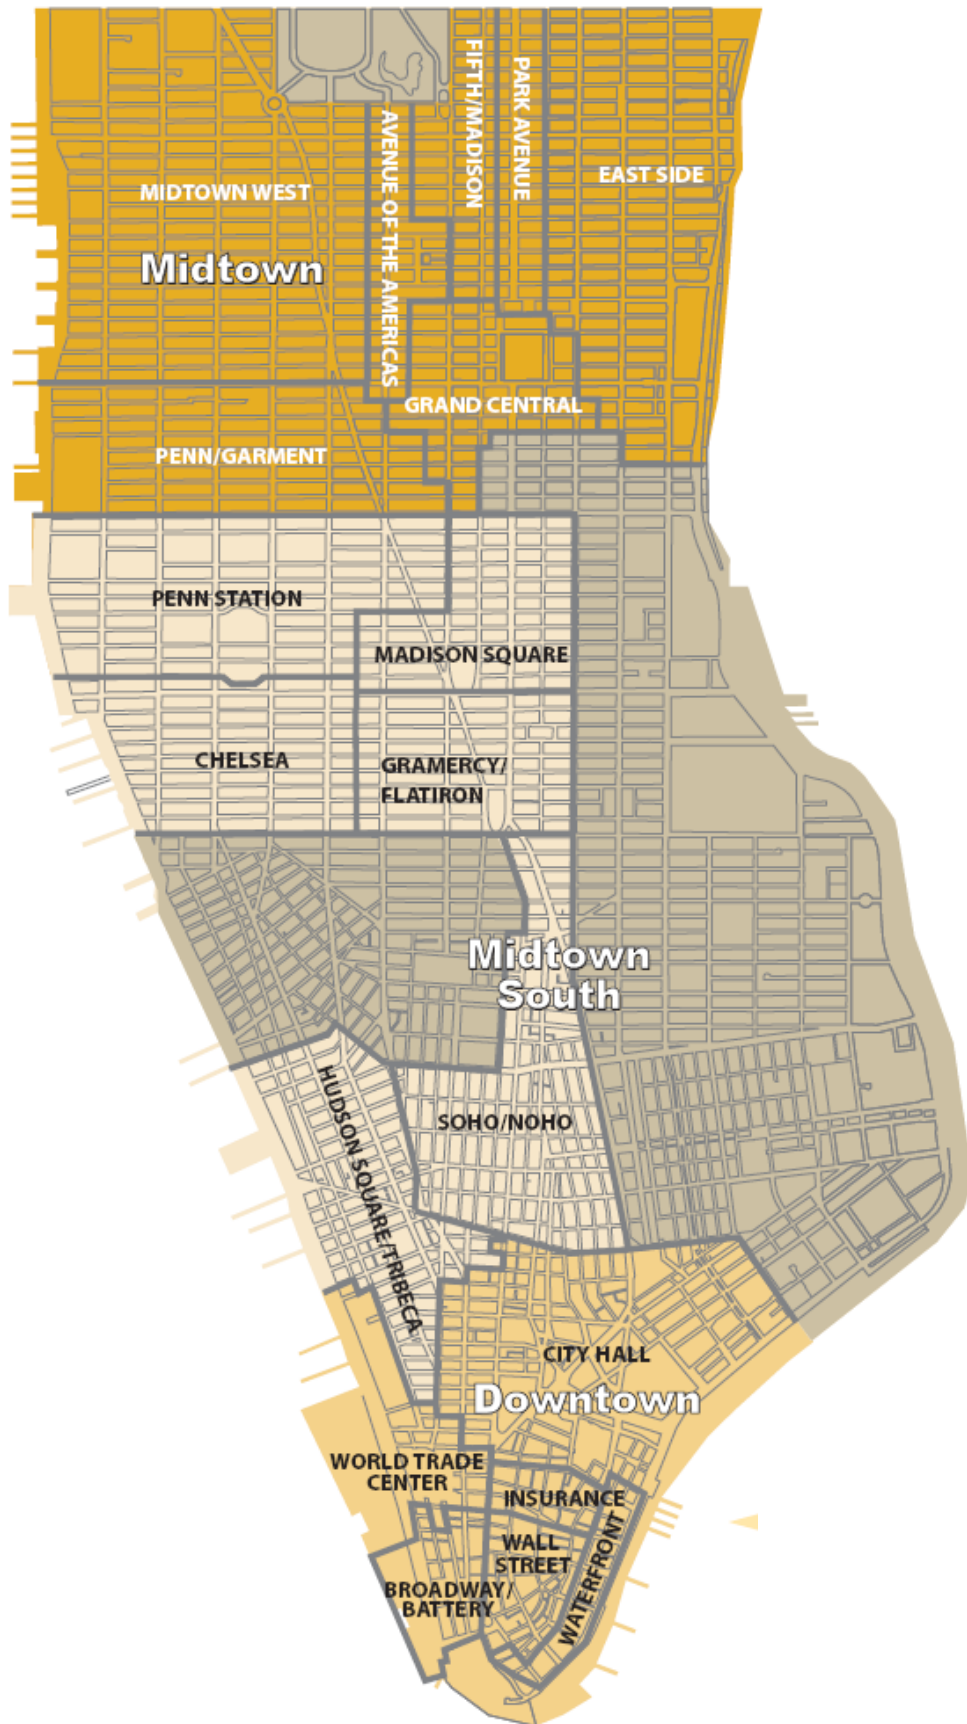 FIFTH/MADISON
PARK AVENUE
AVENUE OF THE AMERICAS
EAST SIDE
MIDTOWN WEST
Midtown
GRAND CENTRAL
PENN/GARMENT
PENN STATION
MADISON SQUARE
CHELSEA
GRAMERCY/
FLATIRON
Midtown
South
HUDSON SQUARE/TRIBECA
SOHO/NOHO
CITY HALL
Downtown
WORLD TRADE
CENTER
INSURANCE
WALL
STREET
WATERFRONT
BROADWAY/
BATTERY